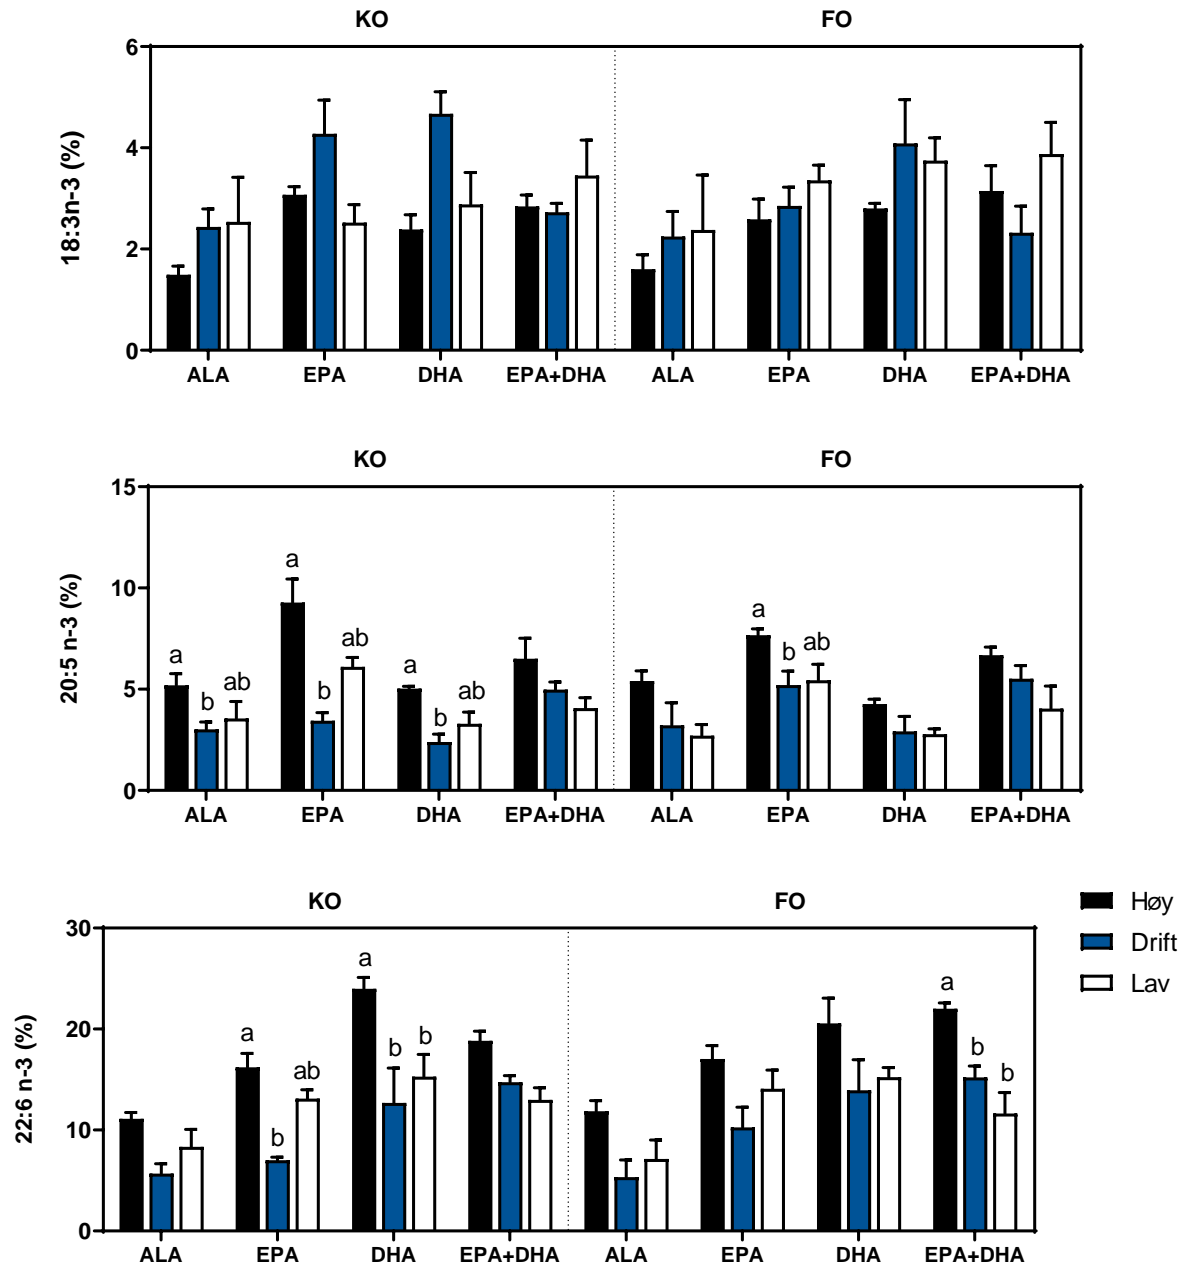 KO FO
6
4
2
0
18:3n-3 (%)
ALA EPA DHA EPA+DHA ALA EPA DHA EPA+DHA
KO FO
15
10
5
0
20:5 n-3 (%)
a b ab a b ab a b ab a b ab
ALA EPA DHA EPA+DHA ALA EPA DHA EPA+DHA
KO FO
30
20
10
0
22:6 n-3 (%)
a b ab a b b a b b
ALA EPA DHA EPA+DHA ALA EPA DHA EPA+DHA
Høy
Drift
Lav